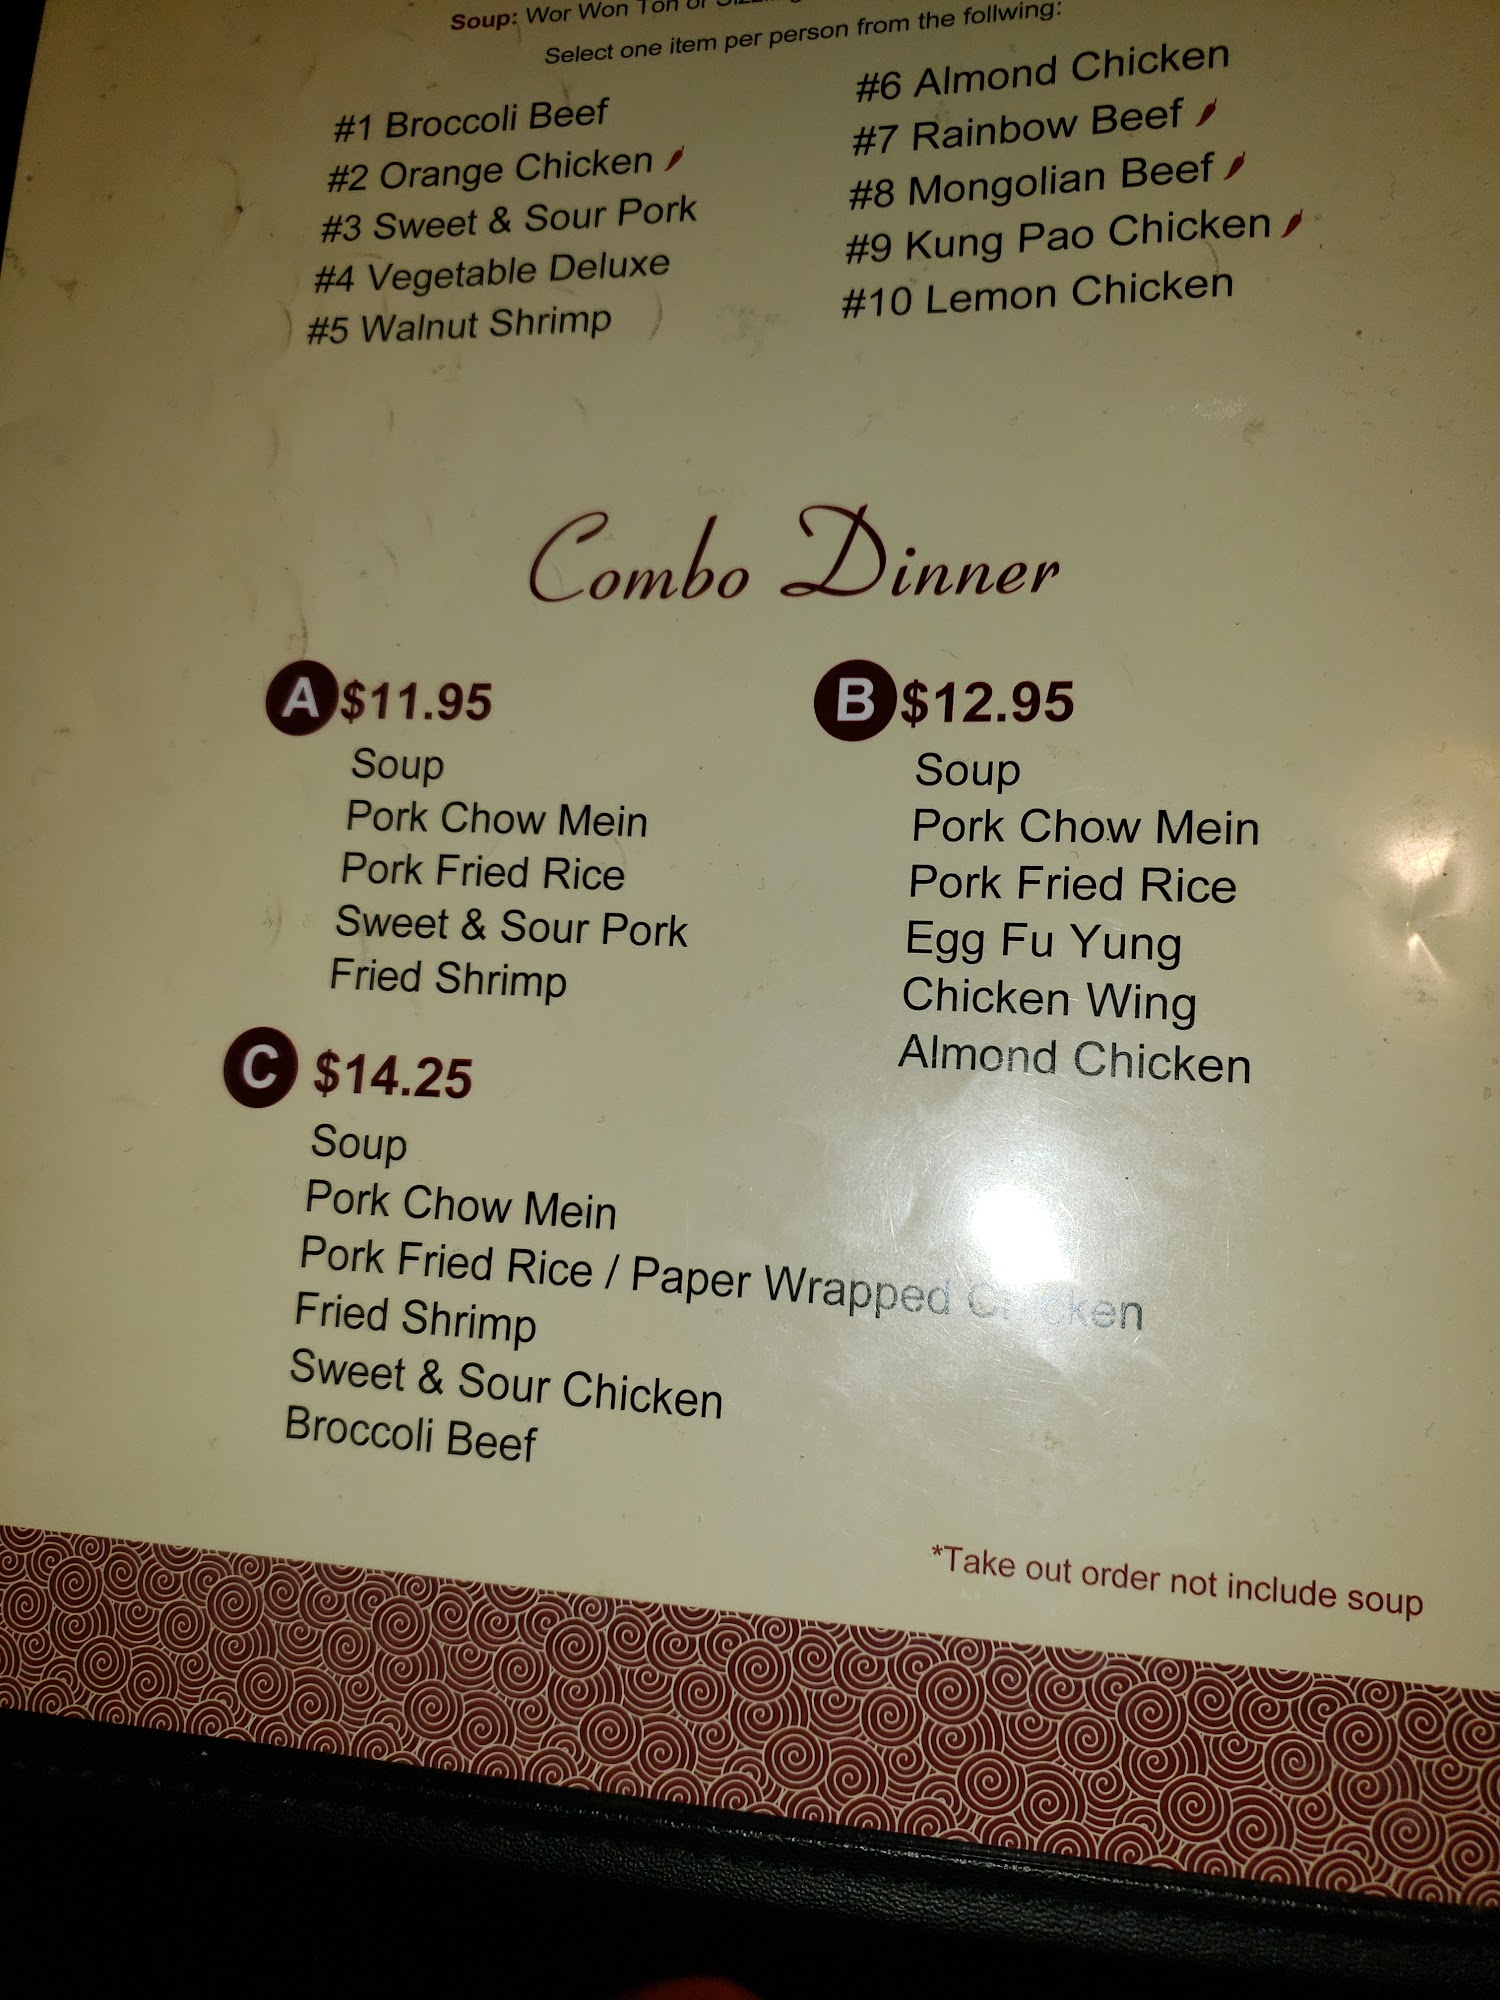 Soup: Wor Won Ton or
Select one item per person from the follwing:
#1 Broccoli Beef
#2 Orange Chicken
#3 Sweet & Sour Pork
#4 Vegetable Deluxe
#5 Walnut Shrimp
#6 Almond Chicken
#7 Rainbow Beef
#8 Mongolian Beef
#9 Kung Pao Chicken
#10 Lemon Chicken
Combo Dinner
A $11.95
Soup
Pork Chow Mein
Pork Fried Rice
Sweet & Sour Pork
Fried Shrimp
B $12.95
Soup
Pork Chow Mein
Pork Fried Rice
Egg Fu Yung
Chicken Wing
Almond Chicken
C $14.25
Soup
Pork Chow Mein
Pork Fried Rice / Paper Wrapped Chicken
Fried Shrimp
Sweet & Sour Chicken
Broccoli Beef
*Take out order not include soup